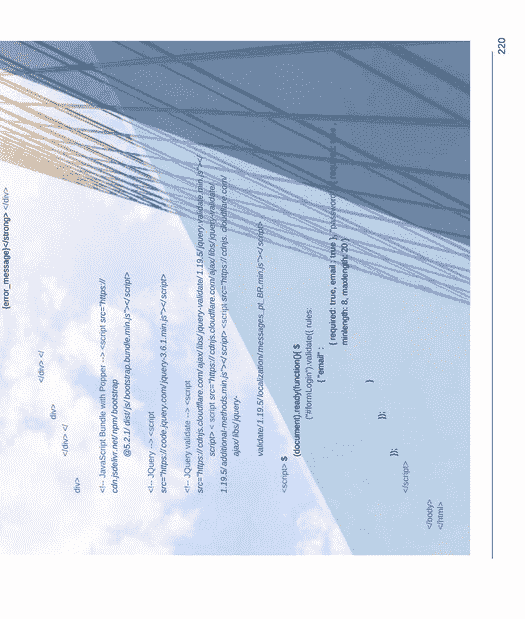 220
{error_message}</strong> </div>
</div> </
div>
</div> </
div>
<!-- JavaScript Bundle with Popper --> <script src="https://
cdn.jsdelivr.net/npm/bootstrap
@5.2.1/ dist/ js/ bootstrap.bundle.min.js"></ script>
<!-- JQuery --> <script
src="https:// code.jquery.com/ jquery-3.6.1.min.js"></ script>
<!-- JQuery validate --> <script
src="https:// cdnjs.cloudflare.com/ ajax/ libs/ jquery-validate/ 1.19.5/ jquery.validate.min.js"></
script> < script src="https:// cdnjs.cloudflare.com/ ajax/ libs/ jquery-validate/
1.19.5/ additional-methods.min.js"></ script> <script src="https:// cdnjs. cloudflare.com/
ajax/ libs/ jquery-
validate/ 1.19.5/ localization/ messages_pt_BR.min.js"></ script>
<script> $
(document).ready(function(){ $
("#formLogin").validate({ rules:
{ "email" :
{ required: true, email : true }, "password" : { required: true ,
minlength: 8, maxlength: 20 }
}
});
});
</script>
</body>
</html>